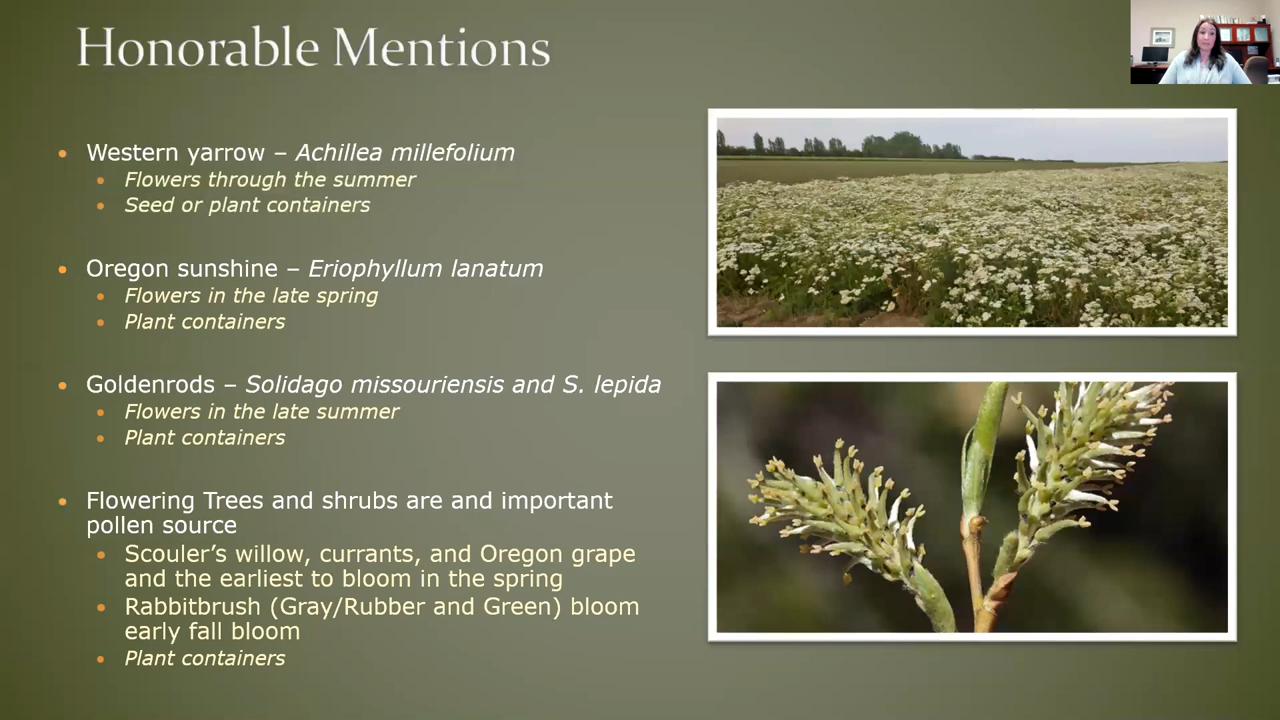 Honorable Mentions
• Western yarrow – Achillea millefolium
• Flowers through the summer
• Seed or plant containers
• Oregon sunshine – Eriophyllum lanatum
• Flowers in the late spring
• Plant containers
• Goldenrods – Solidago missouriensis and S. lepida
• Flowers in the late summer
• Plant containers
• Flowering Trees and shrubs are and important
pollen source
• Scouler’s willow, currants, and Oregon grape
and the earliest to bloom in the spring
• Rabbitbrush (Gray/Rubber and Green) bloom
early fall bloom
• Plant containers